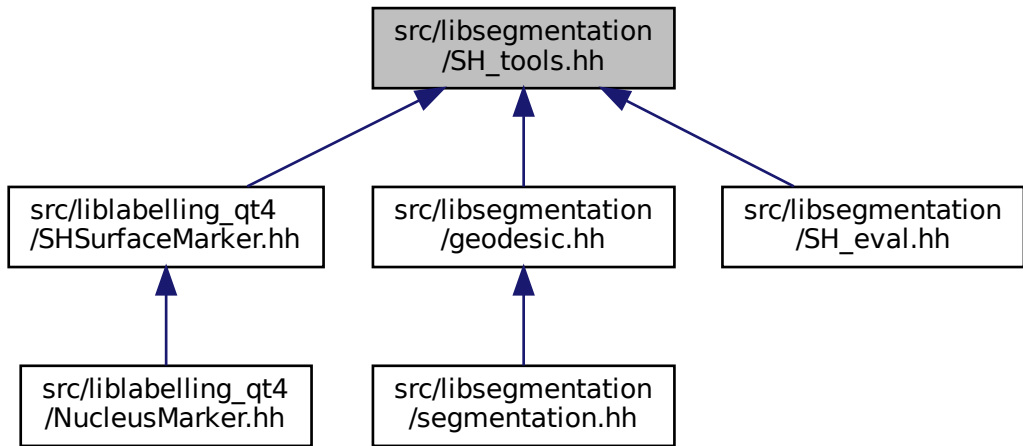 src/libsegmentation
/SH_tools.hh
src/liblabelling_qt4
/SHSurfaceMarker.hh
src/libsegmentation
/geodesic.hh
src/libsegmentation
/SH_eval.hh
src/liblabelling_qt4
/NucleusMarker.hh
src/libsegmentation
/segmentation.hh